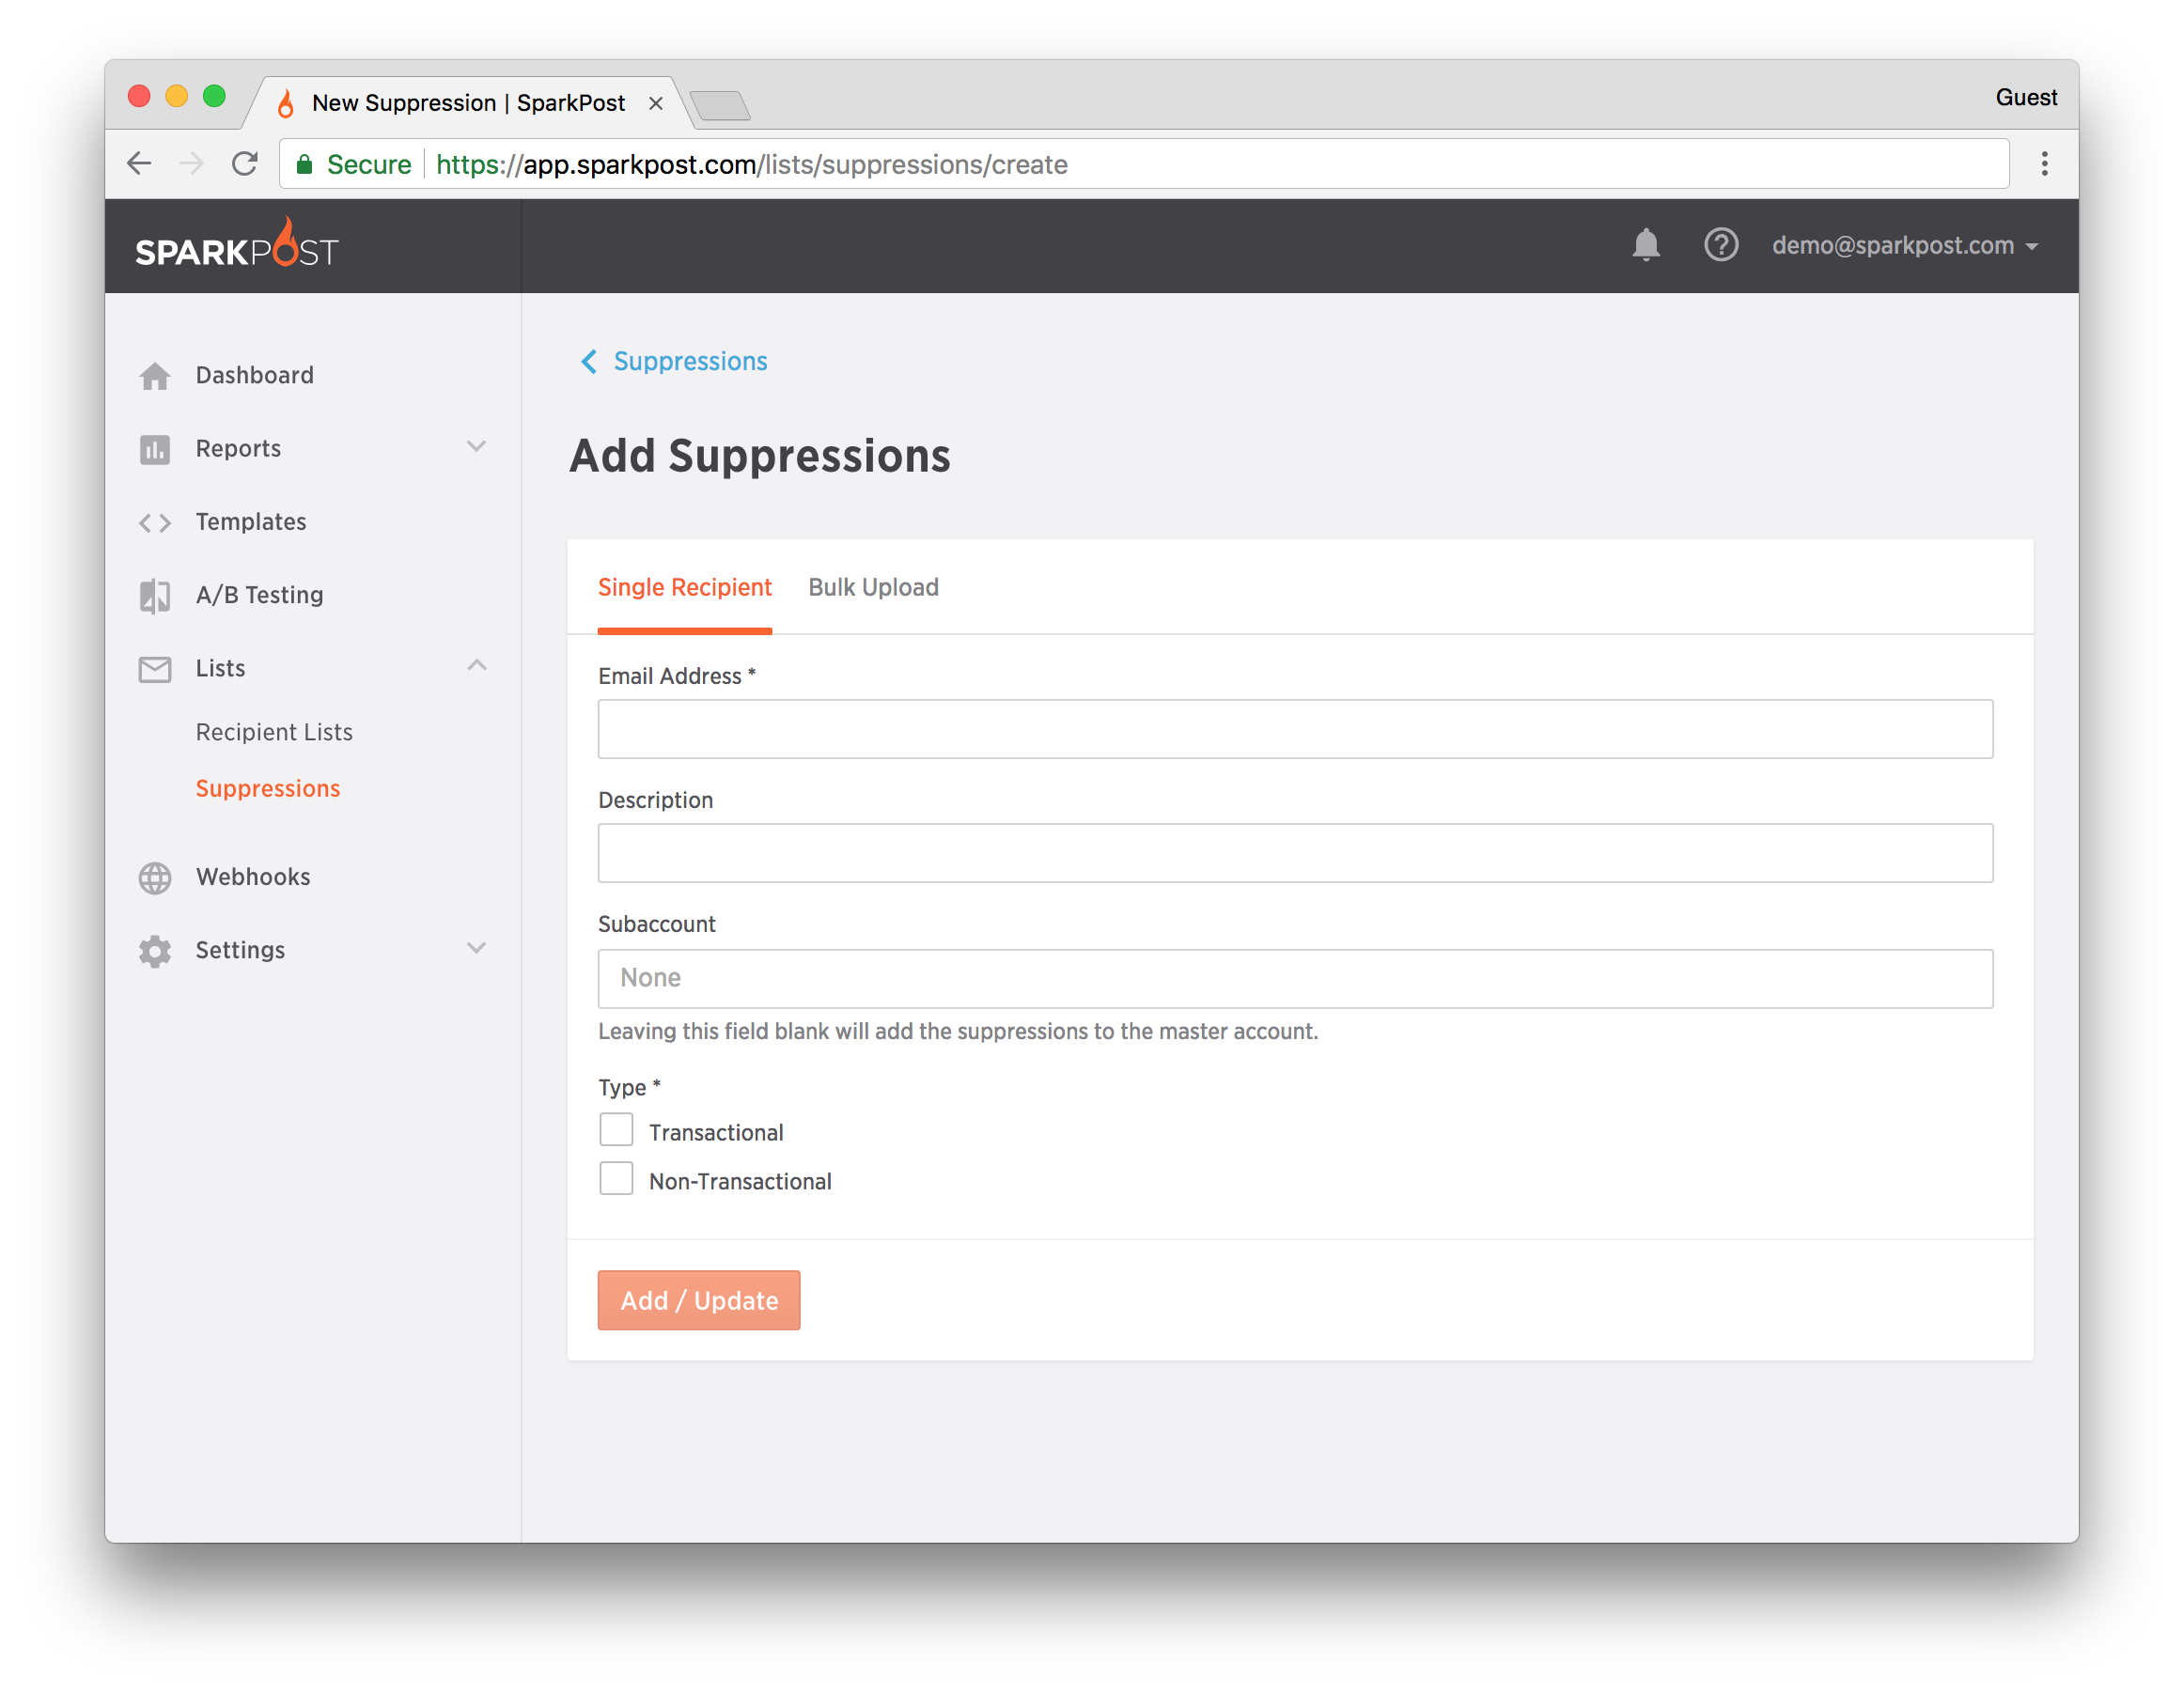 New Suppression | SparkPost
Guest
Secure
https://app.sparkpost.com/lists/suppressions/create
SPARKPOST
demo@sparkpost.com
Dashboard
Reports
Templates
A/B Testing
Lists
Recipient Lists
Suppressions
Webhooks
Settings
Suppressions
Add Suppressions
Single Recipient
Bulk Upload
Email Address *
Description
Subaccount
None
Leaving this field blank will add the suppressions to the master account.
Type *
Transactional
Non-Transactional
Add / Update